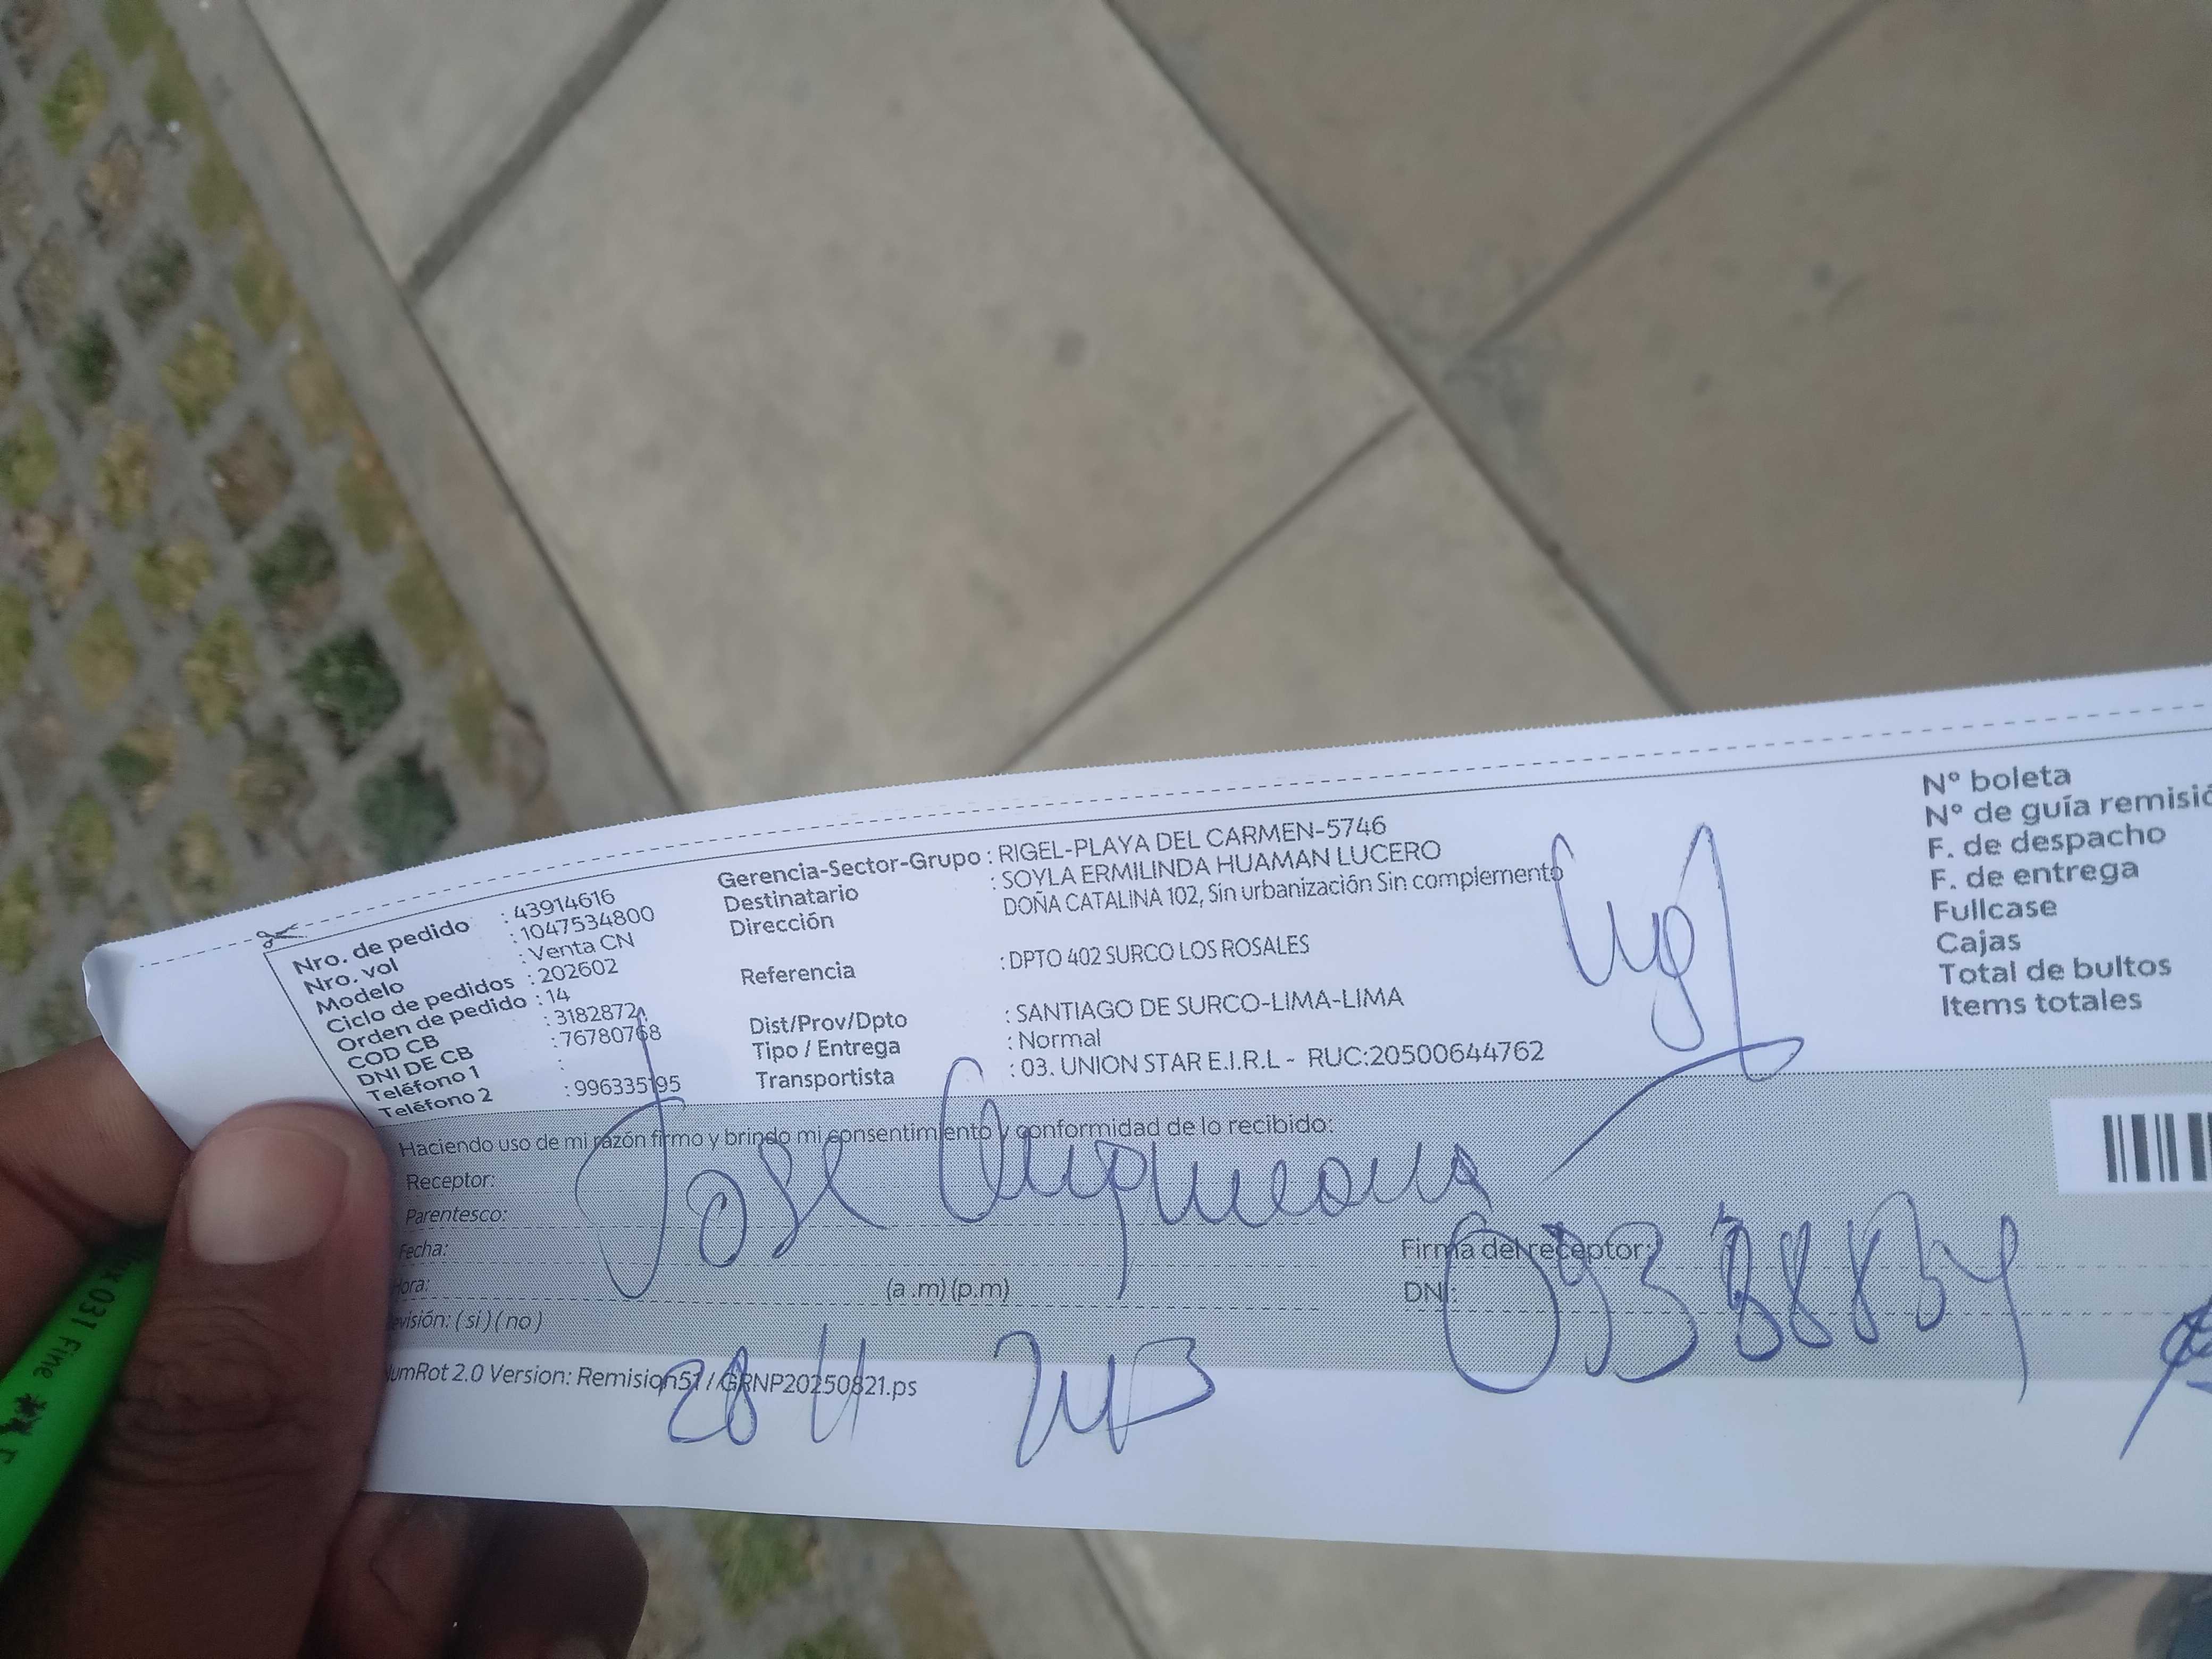 Nro. de pedido : 43914616
Nro. vol : 1047534800
Modelo : Venta CN
Ciclo de pedidos : 202602
Orden de pedido : 14
COD CB : 3182872
DNI DE CB : 76780768
Teléfono 1 :
Teléfono 2 : 996335195
Gerencia-Sector-Grupo : RIGEL-PLAYA DEL CARMEN-5746
Destinatario : SOYLA ERMILINDA HUAMAN LUCERO
Dirección DOÑA CATALINA 102, Sin urbanización Sin complemento
Referencia : DPTO 402 SURCO LOS ROSALES
Dist/Prov/Dpto : SANTIAGO DE SURCO-LIMA-LIMA
Tipo / Entrega : Normal
Transportista : 03. UNION STAR E.I.R.L - RUC:20500644762
N° boleta
N° de guía remisió
F. de despacho
F. de entrega
Fullcase
Cajas
Total de bultos
Items totales
Haciendo uso de mi razón firmo y brindo mi consentimiento y conformidad de lo recibido:
Receptor: Jose
Parentesco:
Fecha:
Hora: (a .m) (p.m)
evisión: ( si ) ( no )
Firma del receptor:
DNI:
umRot 2.0 Version: Remision51 / GRNP20250821.ps
28 11
031 Fine